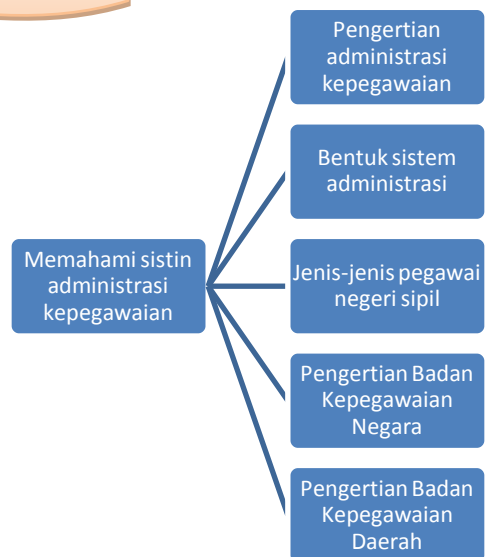 Pengertian
administrasi
kepegawaian
Bentuk sistem
administrasi
Memahami sistin
administrasi
kepegawaian
Jenis-jenis pegawai
negeri sipil
Pengertian Badan
Kepegawaian
Negara
Pengertian Badan
Kepegawaian
Daerah